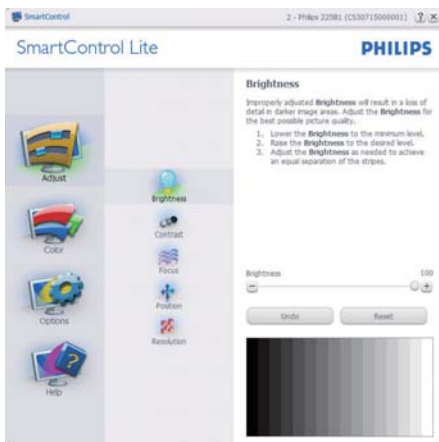 SmartControl
2 - Philips 225B1 (CS30715000001)
SmartControl Lite
PHILIPS
Adjust
Color
Options
Help
Brightness
Contrast
Focus
Position
Resolution
Brightness
Improperly adjusted Brightness will result in a loss of
detail in darker image areas. Adjust the Brightness for
the best possible picture quality.
1. Lower the Brightness to the minimum level.
2. Raise the Brightness to the desired level.
3. Adjust the Brightness as needed to achieve
an equal separation of the stripes.
Brightness 100
Undo Reset